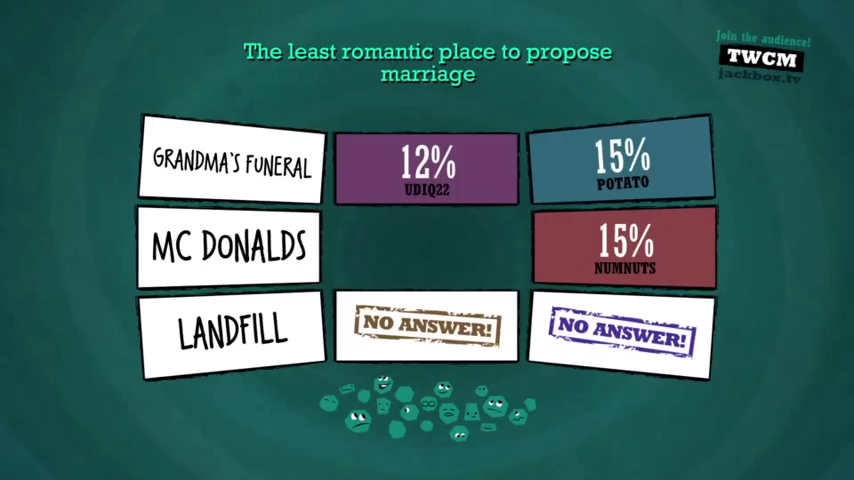 The least romantic place to propose
marriage
Join the audience!
TWCM
jackbox.tv
GRANDMA'S FUNERAL
12%
UDIQ22
15%
POTATO
MC DONALDS
15%
NUMNUTS
LANDFILL
NO ANSWER!
NO ANSWER!